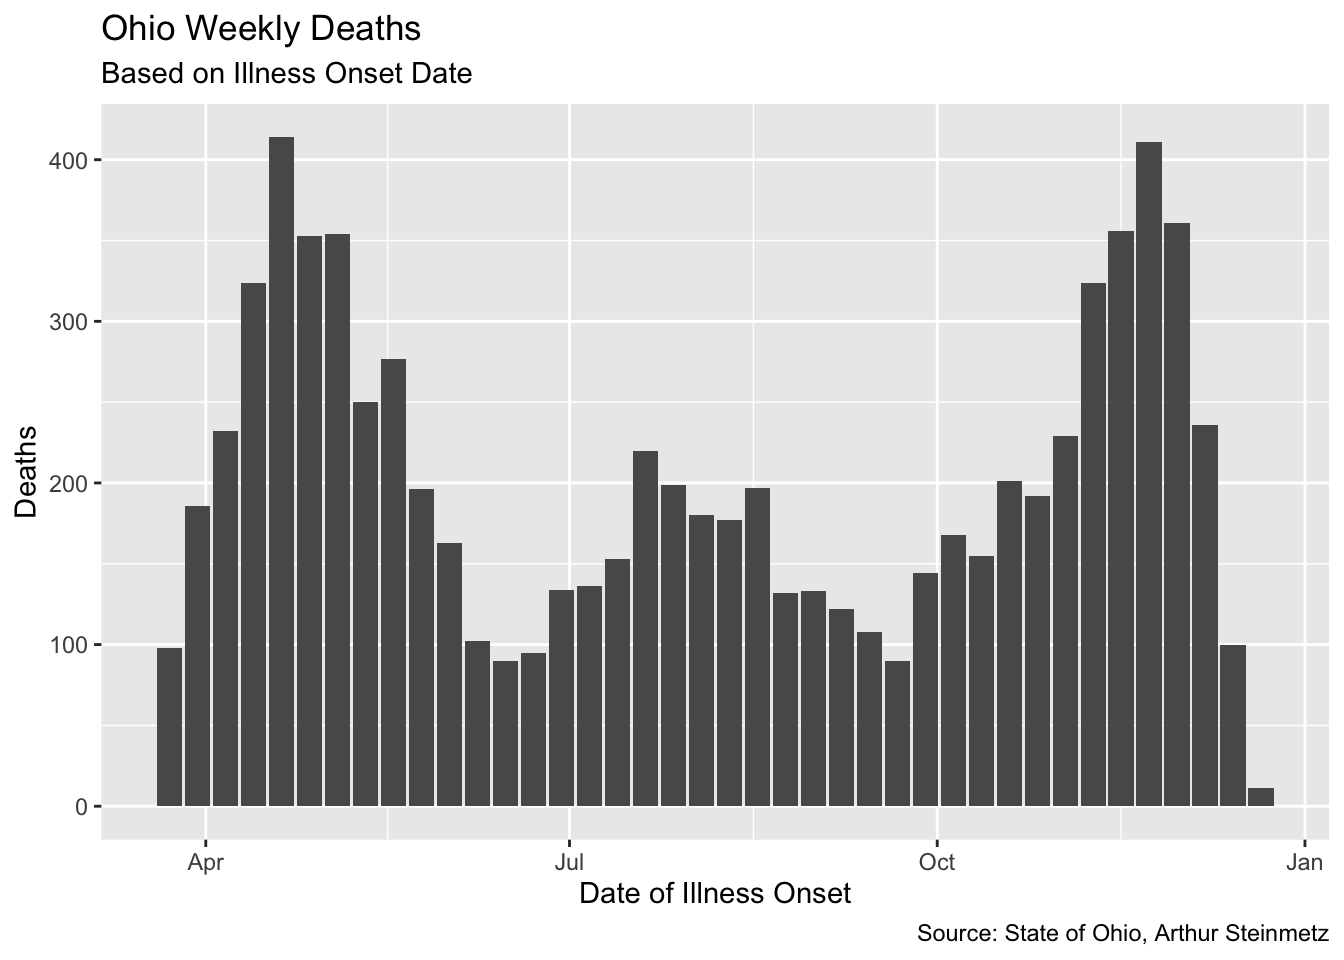 Ohio Weekly Deaths
Based on Illness Onset Date
400
300
200
100
0
Deaths
Apr
Jul
Oct
Jan
Date of Illness Onset
Source: State of Ohio, Arthur Steinmetz